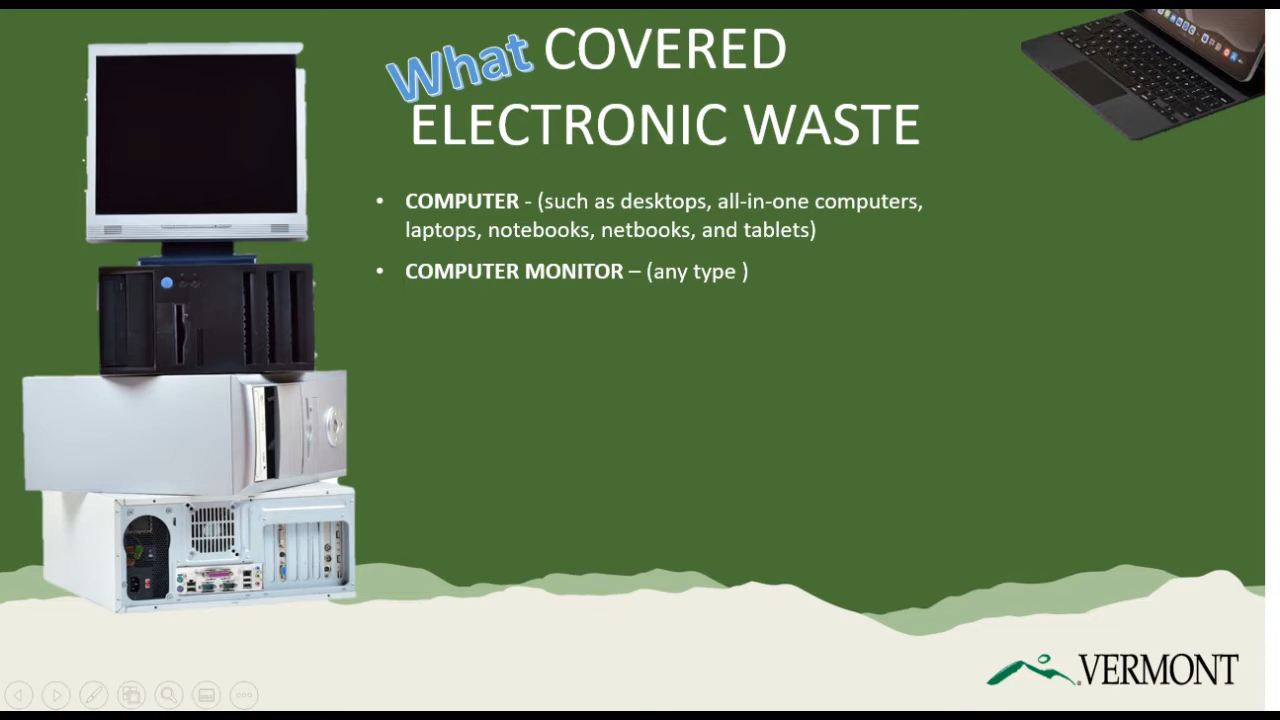 What COVERED
ELECTRONIC WASTE
• COMPUTER - (such as desktops, all-in-one computers,
laptops, notebooks, netbooks, and tablets)
• COMPUTER MONITOR – (any type )
VERMONT